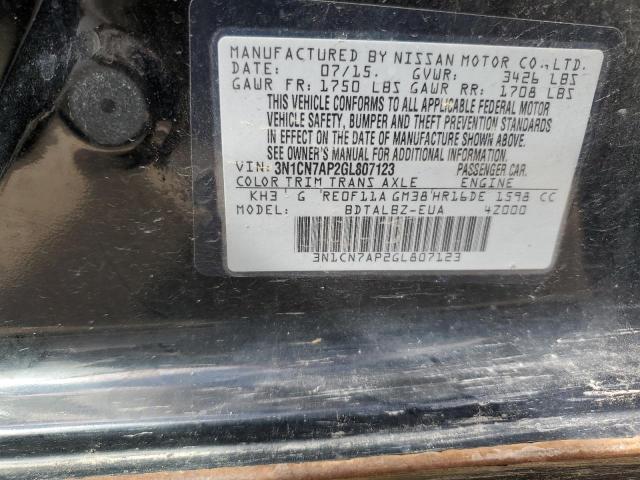 MANUFACTURED BY NISSAN MOTOR CO.,LTD.
DATE: 07/15. GVWR: 3426 LBS
GAWR FR: 1750 LBS GAWR RR: 1708 LBS
THIS VEHICLE CONFORMS TO ALL APPLICABLE FEDERAL MOTOR
VEHICLE SAFETY, BUMPER AND THEFT PREVENTION STANDARDS
IN EFFECT ON THE DATE OF MANUFACTURE SHOWN ABOVE.
SEE OWNER'S MANUAL FOR ADDITIONAL INFORMATION.
VIN: 3N1CN7AP2GL807123 PASSENGER CAR.
COLOR TRIM TRANS AXLE ENGINE
KH3 G RE0F11A GM38 HR16DE 1598 CC
MODEL: BDTALBZ-EUA 4Z000
3N1CN7AP2GL807123